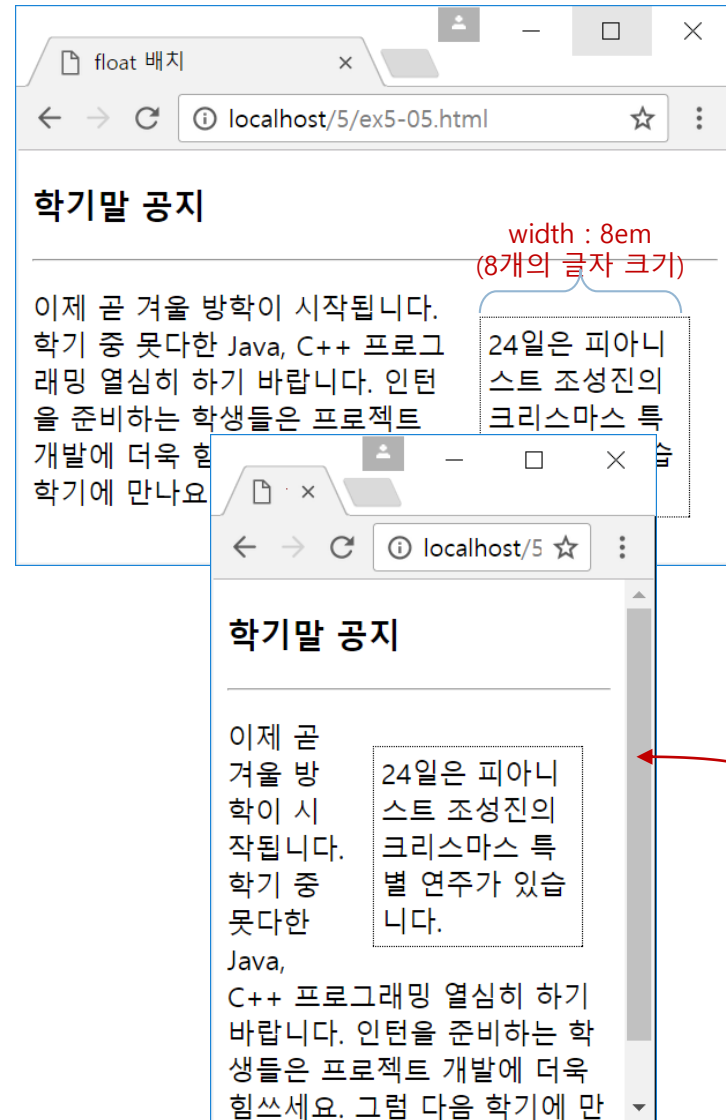 float 배치
localhost/5/ex5-05.html
학기말 공지
width : 8em
(8개의 글자 크기)
이제 곧 겨울 방학이 시작됩니다.
학기 중 못다한 Java, C++ 프로그
래밍 열심히 하기 바랍니다. 인턴
을 준비하는 학생들은 프로젝트
개발에 더욱 힘
학기에 만나요
24일은 피아니
스트 조성진의
크리스마스 특
습
localhost/5
학기말 공지
이제 곧
겨울 방
학이 시
작됩니다.
학기 중
못다한
Java,
C++ 프로그래밍 열심히 하기
바랍니다. 인턴을 준비하는 학
생들은 프로젝트 개발에 더욱
힘쓰세요. 그럼 다음 학기에 만
24일은 피아니
스트 조성진의
크리스마스 특
별 연주가 있습
니다.